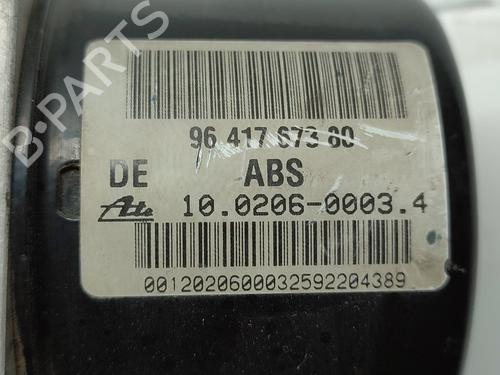 B-PARTS
96 417 673 80
DE ABS
Ate 10.0206-0003.4
0012020600032592204389